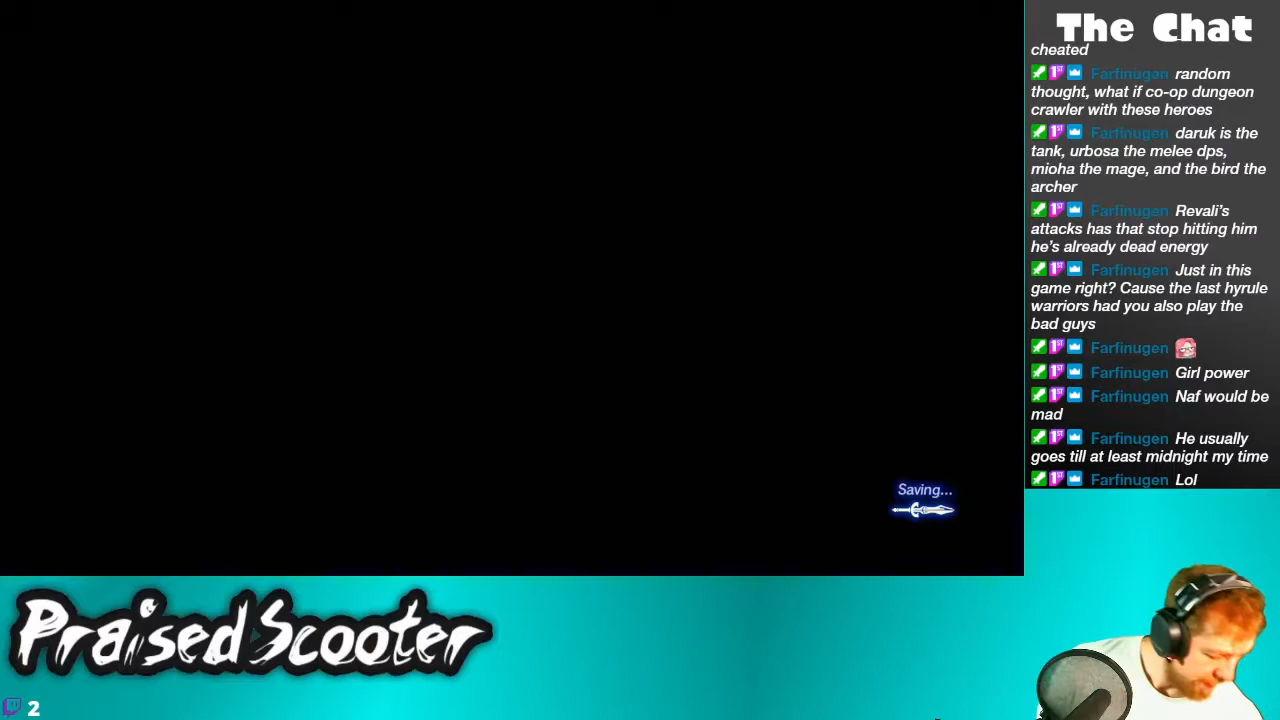 The Chat
cheated
Farfinugen random
thought, what if co-op dungeon
crawler with these heroes
Farfinugen daruk is the
tank, urbosa the melee dps,
mioha the mage, and the bird the
archer
Farfinugen Revali's
attacks has that stop hitting him
he's already dead energy
Farfinugen Just in this
game right? Cause the last hyrule
warriors had you also play the
bad guys
Farfinugen
Farfinugen Girl power
Farfinugen Naf would be
mad
Farfinugen He usually
goes till at least midnight my time
Farfinugen Lol
Saving...
PraisedScooter
2